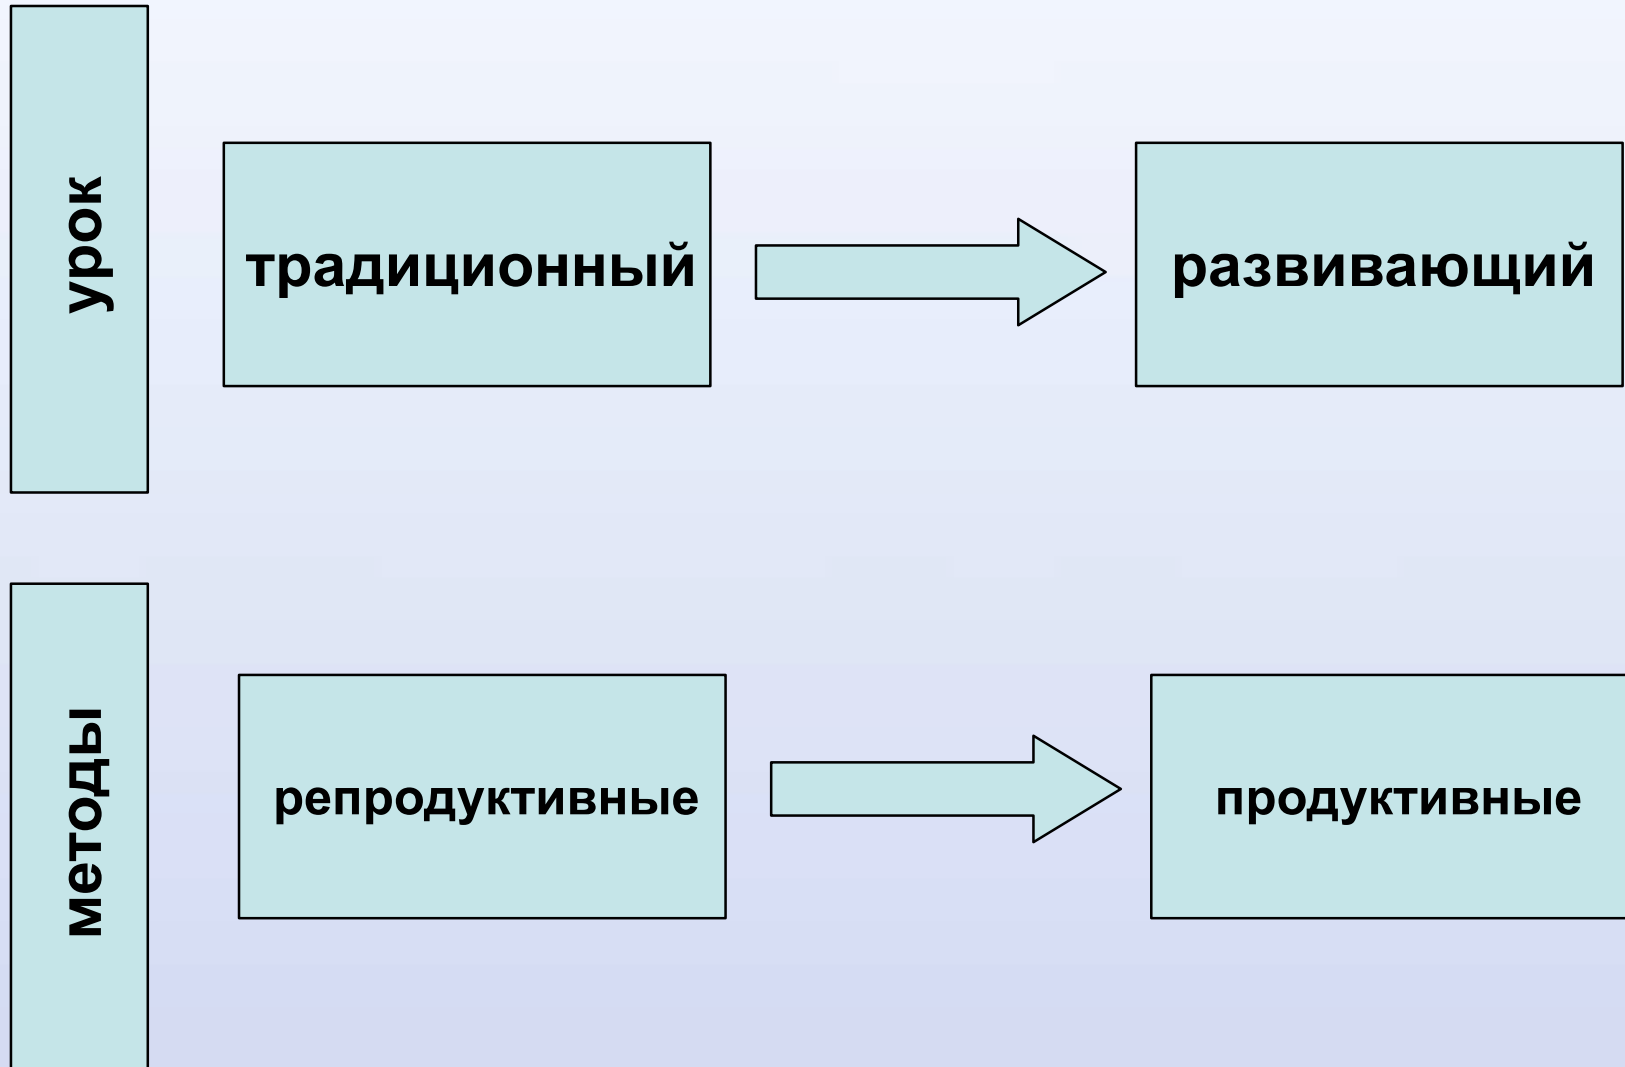 урок
традиционный
развивающий
методы
репродуктивные
продуктивные